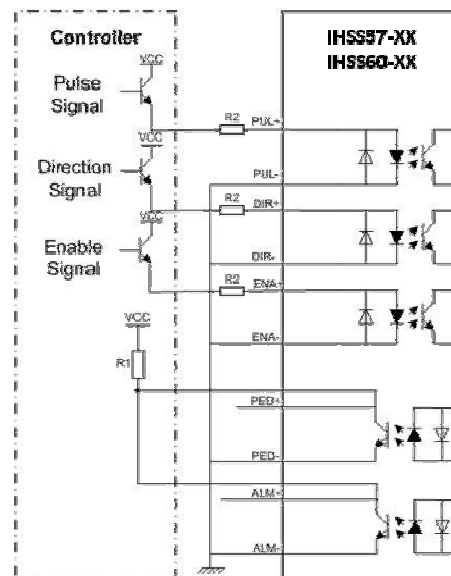 Controller
IHSS57-XX
IHSS60-XX
VCC
Pulse
Signal
R2
PUL+
VCC
PUL-
Direction
Signal
R2
DIR+
VCC
DIR-
Enable
Signal
R2
ENA+
VCC
ENA-
R1
PED+
PED-
ALM+
ALM-